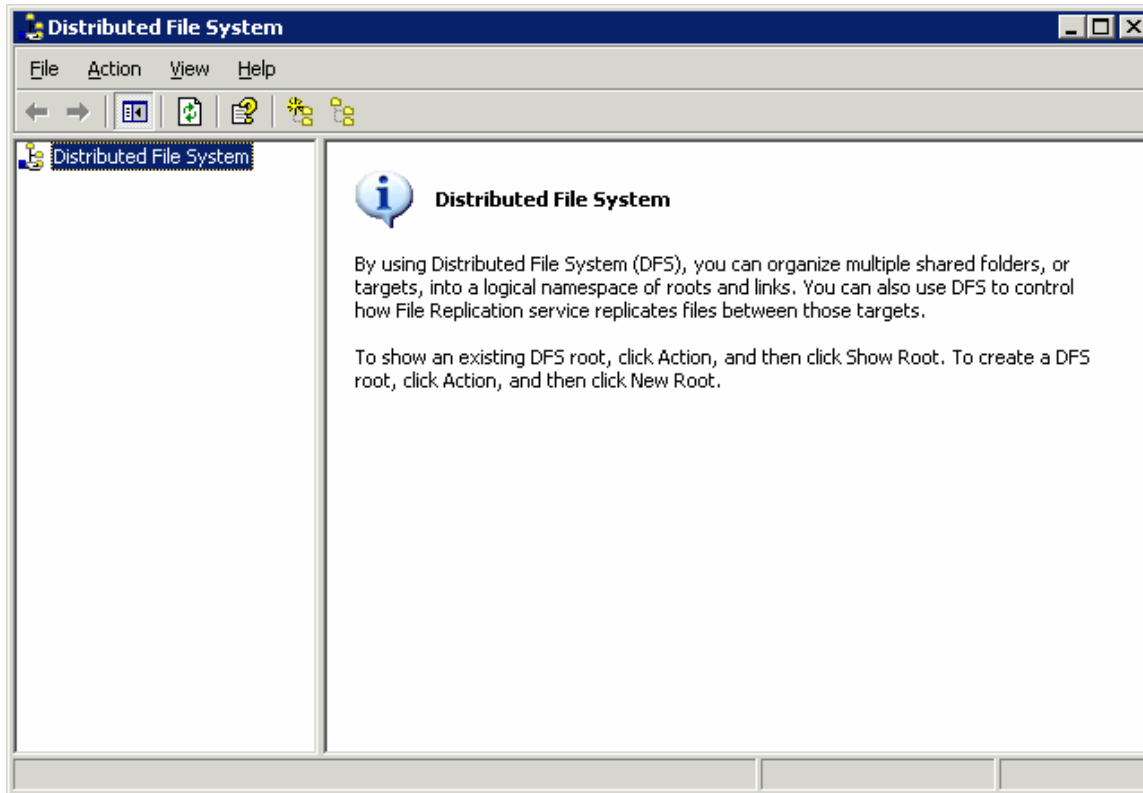 Distributed File System
File Action View Help
Distributed File System
Distributed File System
By using Distributed File System (DFS), you can organize multiple shared folders, or
targets, into a logical namespace of roots and links. You can also use DFS to control
how File Replication service replicates files between those targets.
To show an existing DFS root, click Action, and then click Show Root. To create a DFS
root, click Action, and then click New Root.